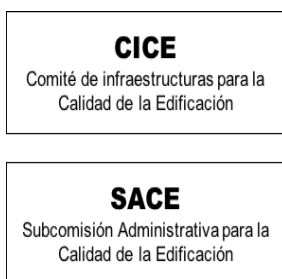 CICE
Comité de infraestructuras para la
Calidad de la Edificación
SACE
Subcomisión Administrativa para la
Calidad de la Edificación